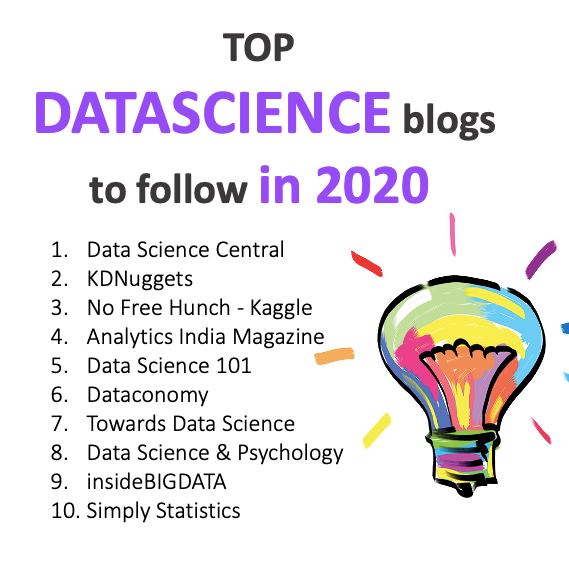 TOP
DATASCIENCE blogs
to follow in 2020
1. Data Science Central
2. KDNuggets
3. No Free Hunch - Kaggle
4. Analytics India Magazine
5. Data Science 101
6. Dataconomy
7. Towards Data Science
8. Data Science & Psychology
9. insideBIGDATA
10. Simply Statistics